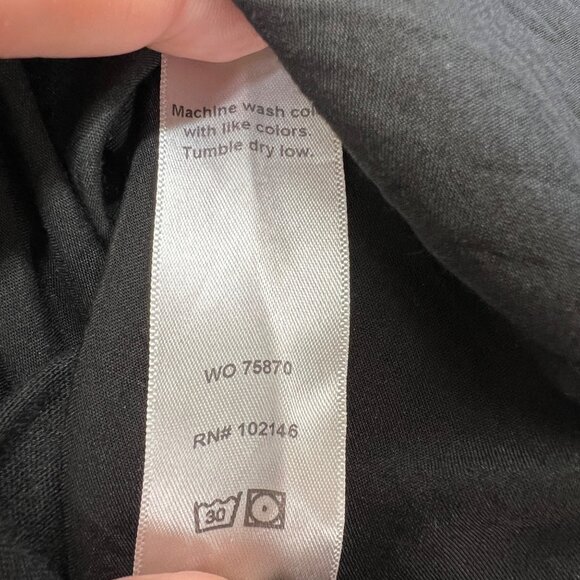 Machine wash col
with like colors.
Tumble dry low.
WO 75870
RN# 102146
30